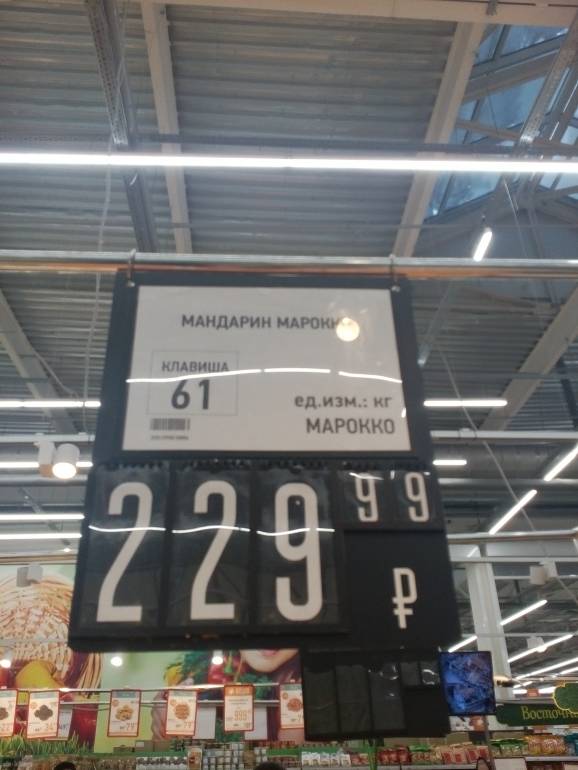 МАНДАРИН МАРОККО
КЛАВИША
61
ед.изм.: кг
МАРОККО
229 99
₽